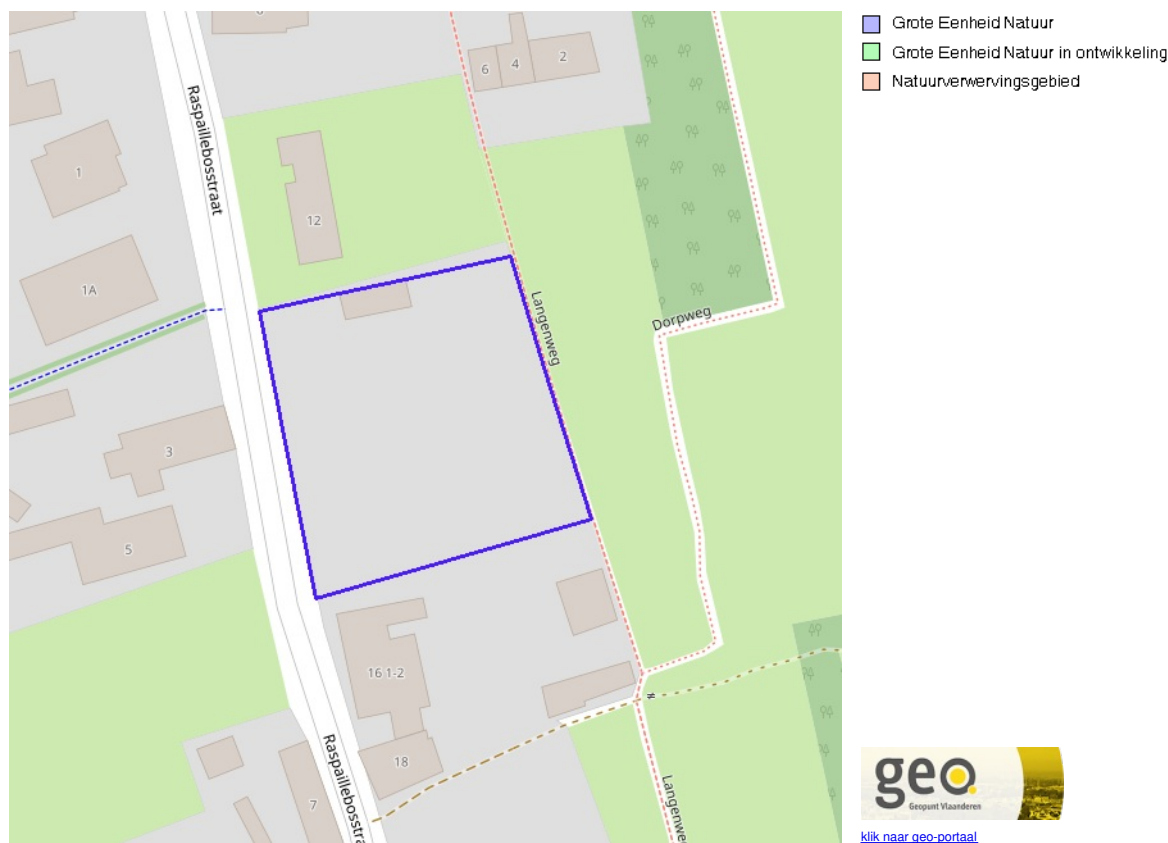 Grote Eenheid Natuur
Grote Eenheid Natuur in ontwikkeling
Natuurverwervingsgebied
6
4
2
Raspaillebosstraat
1
12
1A
Langenweg
Dorpweg
3
5
16 1-2
18
7
Raspaillebosstra
Langenweg
geo
Geopunt Vlaanderen
klik naar geo-portaal